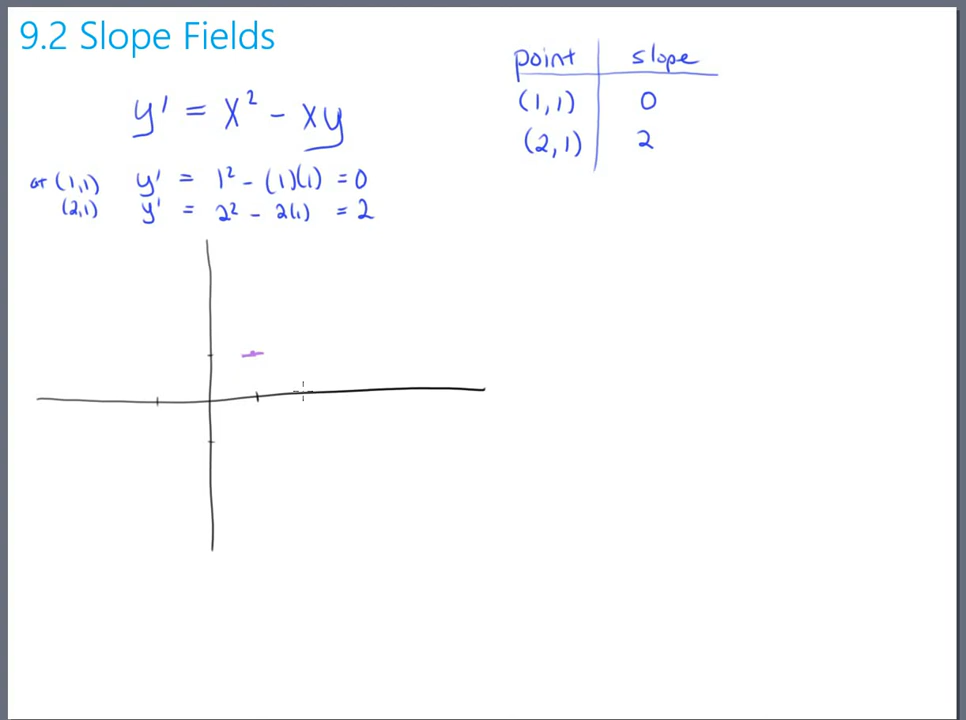 9.2 Slope Fields
y' = x² - xy
at (1,1) y' = 1² - (1)(1) = 0
(2,1) y' = 2² - 2(1) = 2
point slope
(1,1) 0
(2,1) 2